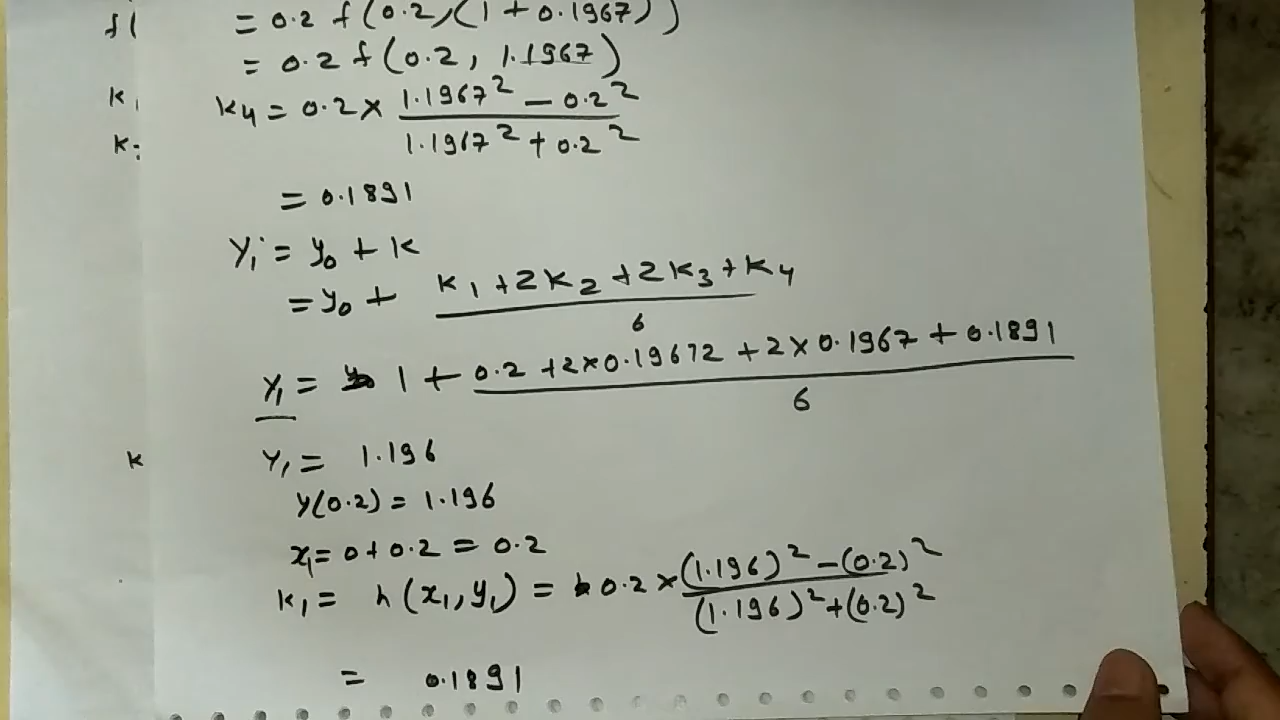 = 0.2 f(0.2, (1 + 0.1967))
= 0.2 f(0.2, 1.1967)
K4 = 0.2 × 1.1967² - 0.2² / 1.1967² + 0.2²
= 0.1891
Y1 = y0 + K
= y0 + K1 + 2K2 + 2K3 + K4 / 6
Y1 = 1 + 0.2 + 2×0.19672 + 2×0.1967 + 0.1891 / 6
Y1 = 1.196
Y(0.2) = 1.196
x1 = 0 + 0.2 = 0.2
K1 = h(x1, y1) = 0.2 × (1.196)² - (0.2)² / (1.196)² + (0.2)²
= 0.1891